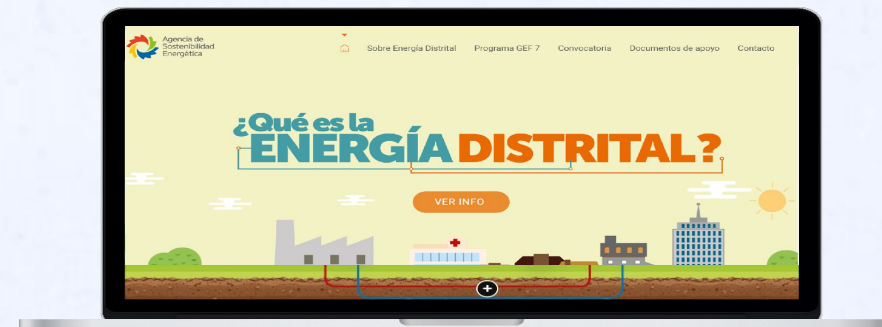 Agencia de
Sostenibilidad
Energética
Sobre Energía Distrital
Programa GEF 7
Convocatoria
Documentos de apoyo
Contacto
¿Qué es la
ENERGÍA DISTRITAL?
VER INFO